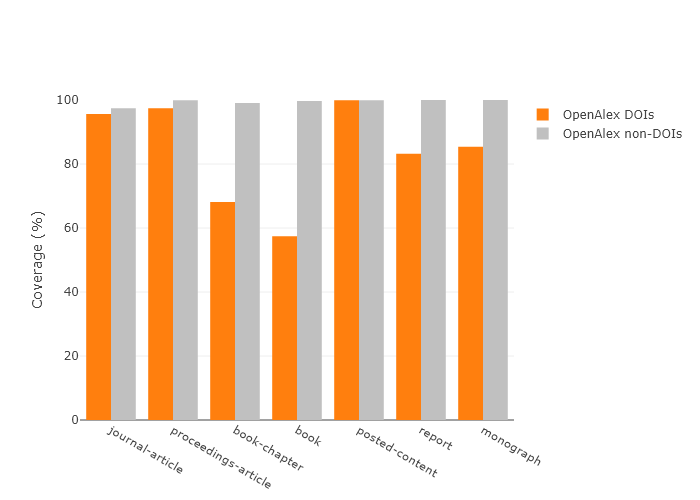 100
80
60
40
20
0
Coverage (%)
journal-article
proceedings-article
book-chapter
book
posted-content
report
monograph
OpenAlex DOIs
OpenAlex non-DOIs